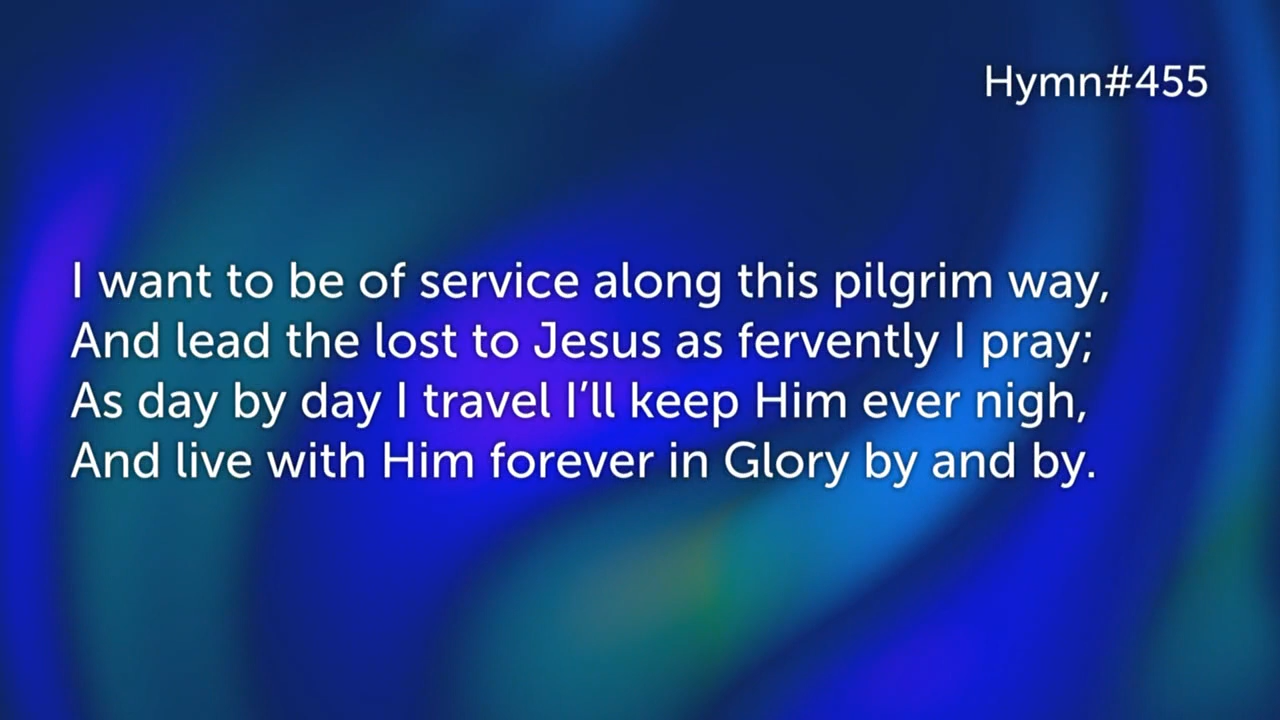 Hymn#455
I want to be of service along this pilgrim way,
And lead the lost to Jesus as fervently I pray;
As day by day I travel I’ll keep Him ever nigh,
And live with Him forever in Glory by and by.